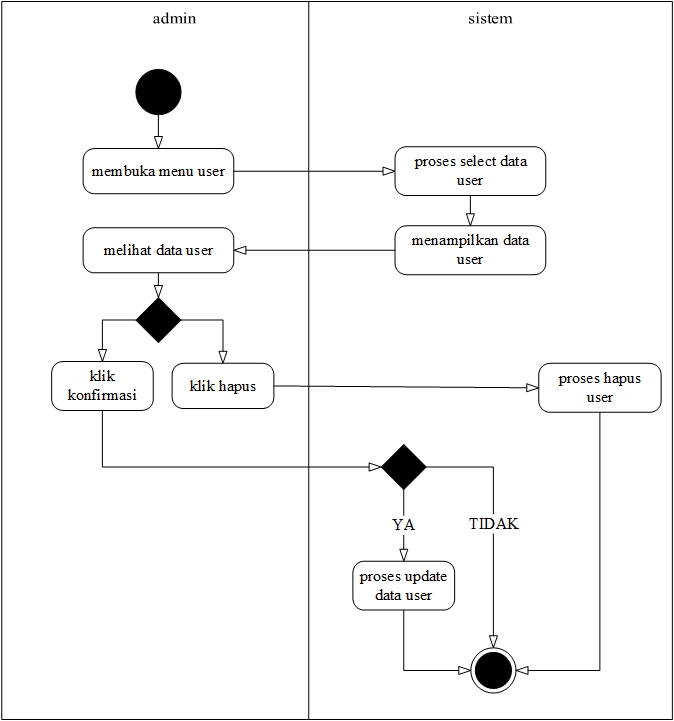 admin
sistem
membuka menu user
proses select data
user
melihat data user
menampilkan data
user
klik
konfirmasi
klik hapus
proses hapus
user
YA
TIDAK
proses update
data user